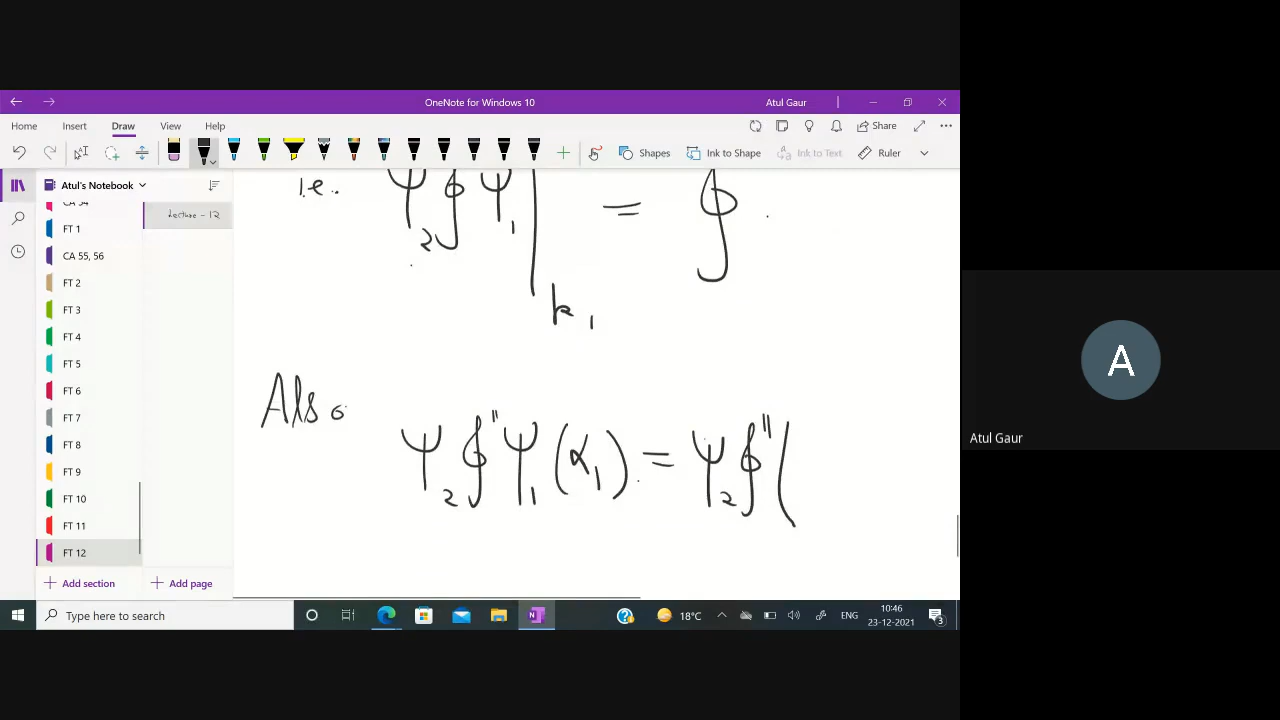 OneNote for Windows 10
Atul Gaur
Home Insert Draw View Help
Share
Shapes Ink to Shape Ink to Text Ruler
Atul's Notebook
CA 54
FT 1
CA 55, 56
FT 2
FT 3
FT 4
FT 5
FT 6
FT 7
FT 8
FT 9
FT 10
FT 11
FT 12
Add section
Add page
Lecture - 12
i.e. Ψ₂ ϕ Ψ₁ |ₖ₁ = ϕ .
Also
Ψ₂ ϕ'' Ψ₁ (α₁) = Ψ₂ ϕ'' (
A
Atul Gaur
Type here to search
18°C
ENG
10:46
23-12-2021
3